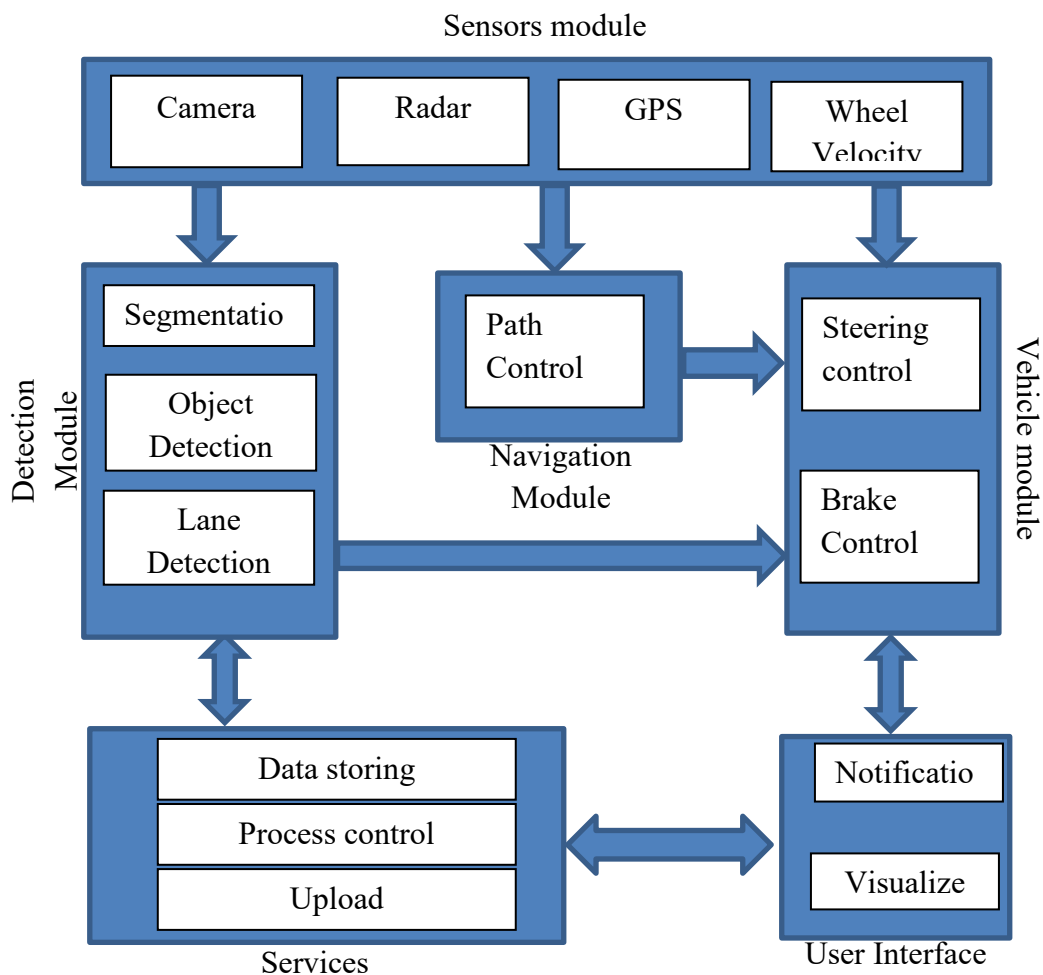 Sensors module
Camera
Radar
GPS
Wheel
Velocity
Detection
Module
Segmentatio
Object
Detection
Lane
Detection
Path
Control
Navigation
Module
Steering
control
Brake
Control
Vehicle module
Data storing
Process control
Upload
Services
Notificatio
Visualize
User Interface